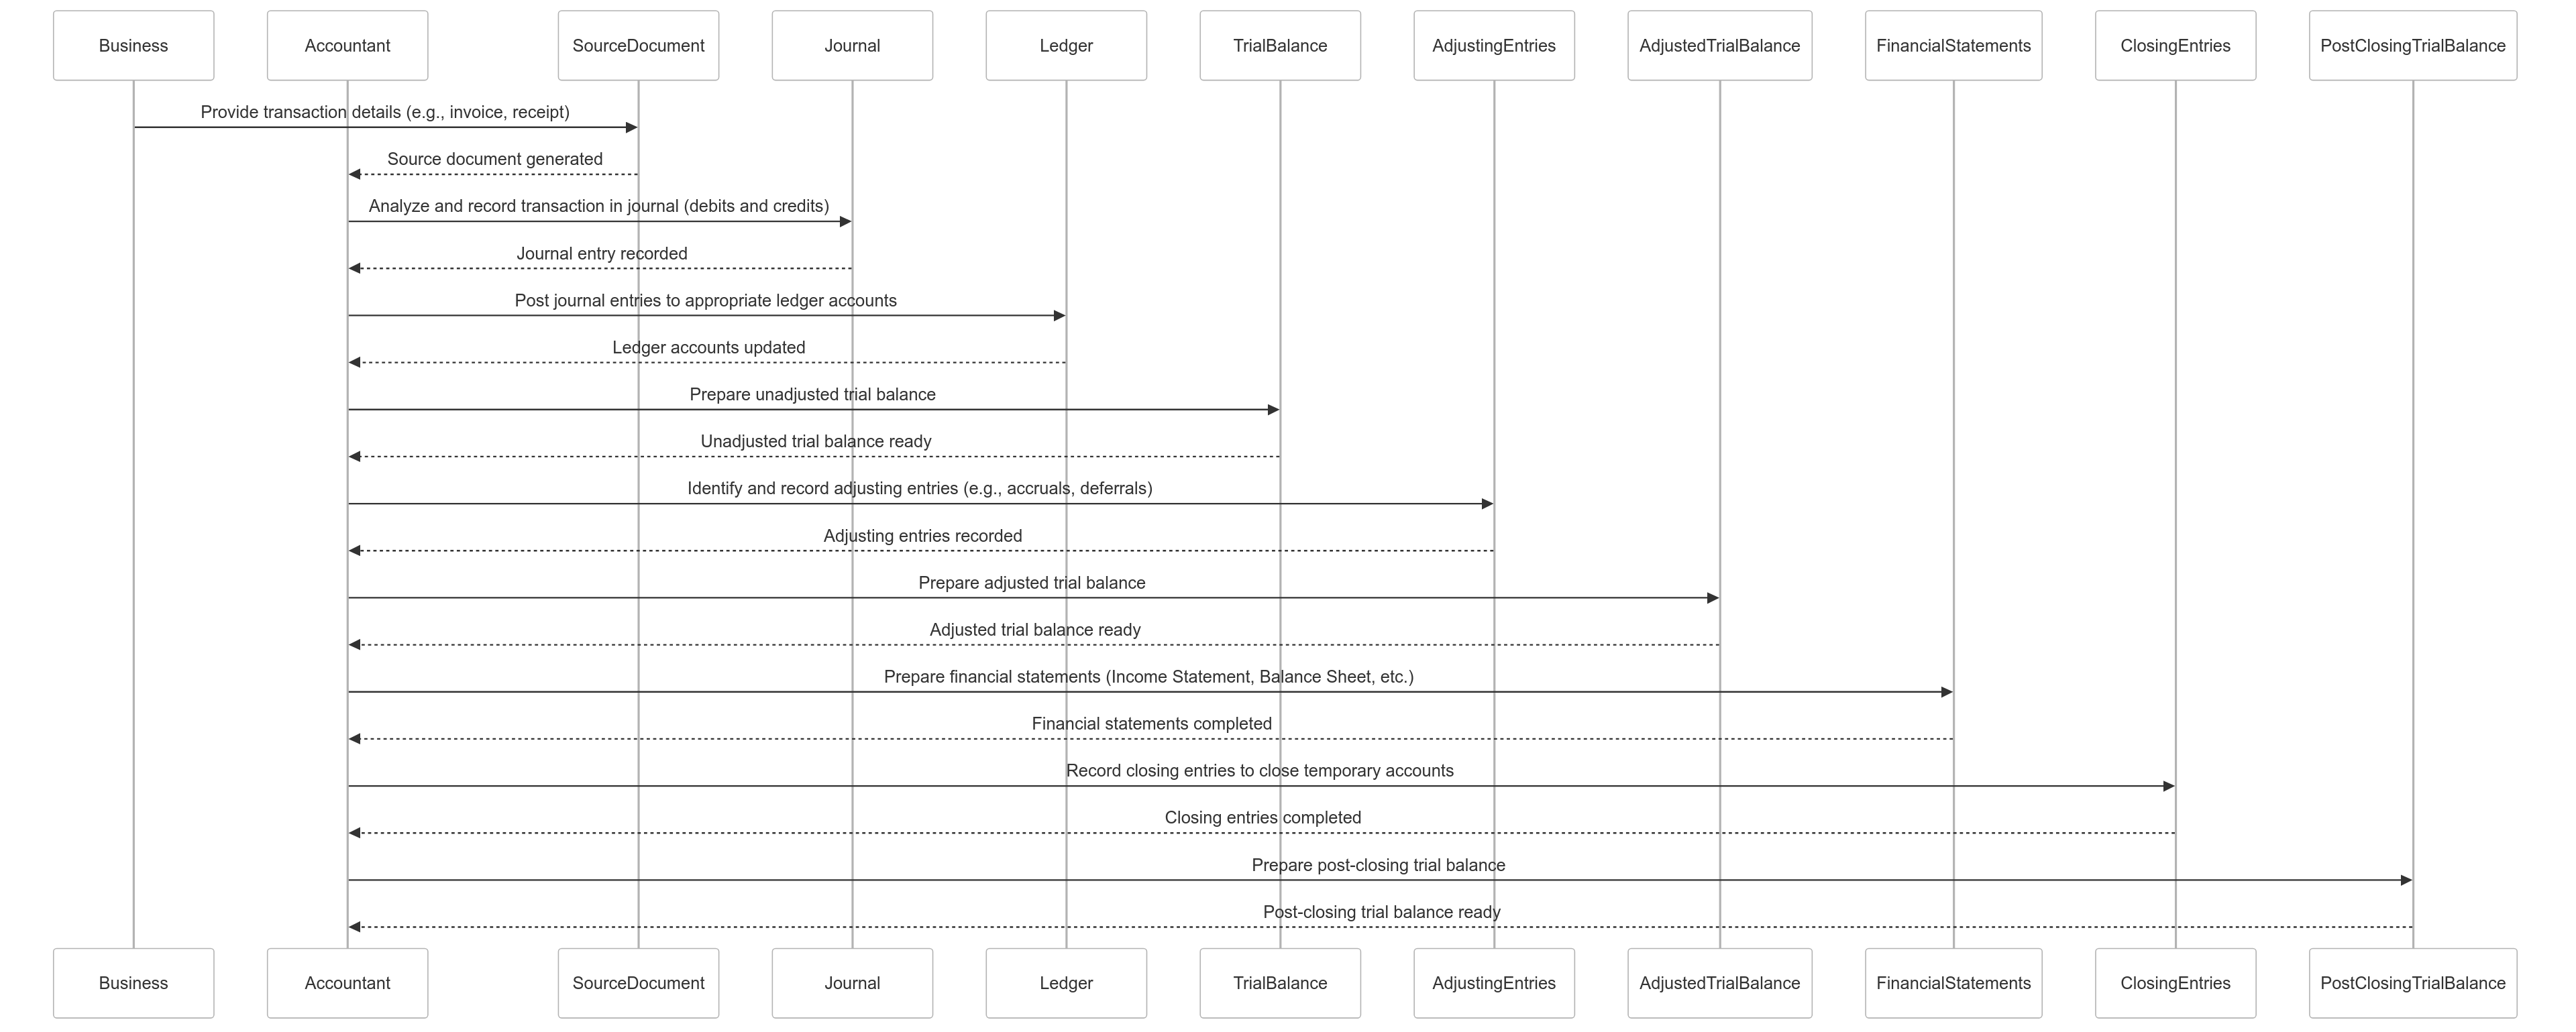 Business
Accountant
SourceDocument
Journal
Ledger
TrialBalance
AdjustingEntries
AdjustedTrialBalance
FinancialStatements
ClosingEntries
PostClosingTrialBalance
Provide transaction details (e.g., invoice, receipt)
Source document generated
Analyze and record transaction in journal (debits and credits)
Journal entry recorded
Post journal entries to appropriate ledger accounts
Ledger accounts updated
Prepare unadjusted trial balance
Unadjusted trial balance ready
Identify and record adjusting entries (e.g., accruals, deferrals)
Adjusting entries recorded
Prepare adjusted trial balance
Adjusted trial balance ready
Prepare financial statements (Income Statement, Balance Sheet, etc.)
Financial statements completed
Record closing entries to close temporary accounts
Closing entries completed
Prepare post-closing trial balance
Post-closing trial balance ready
Business
Accountant
SourceDocument
Journal
Ledger
TrialBalance
AdjustingEntries
AdjustedTrialBalance
FinancialStatements
ClosingEntries
PostClosingTrialBalance